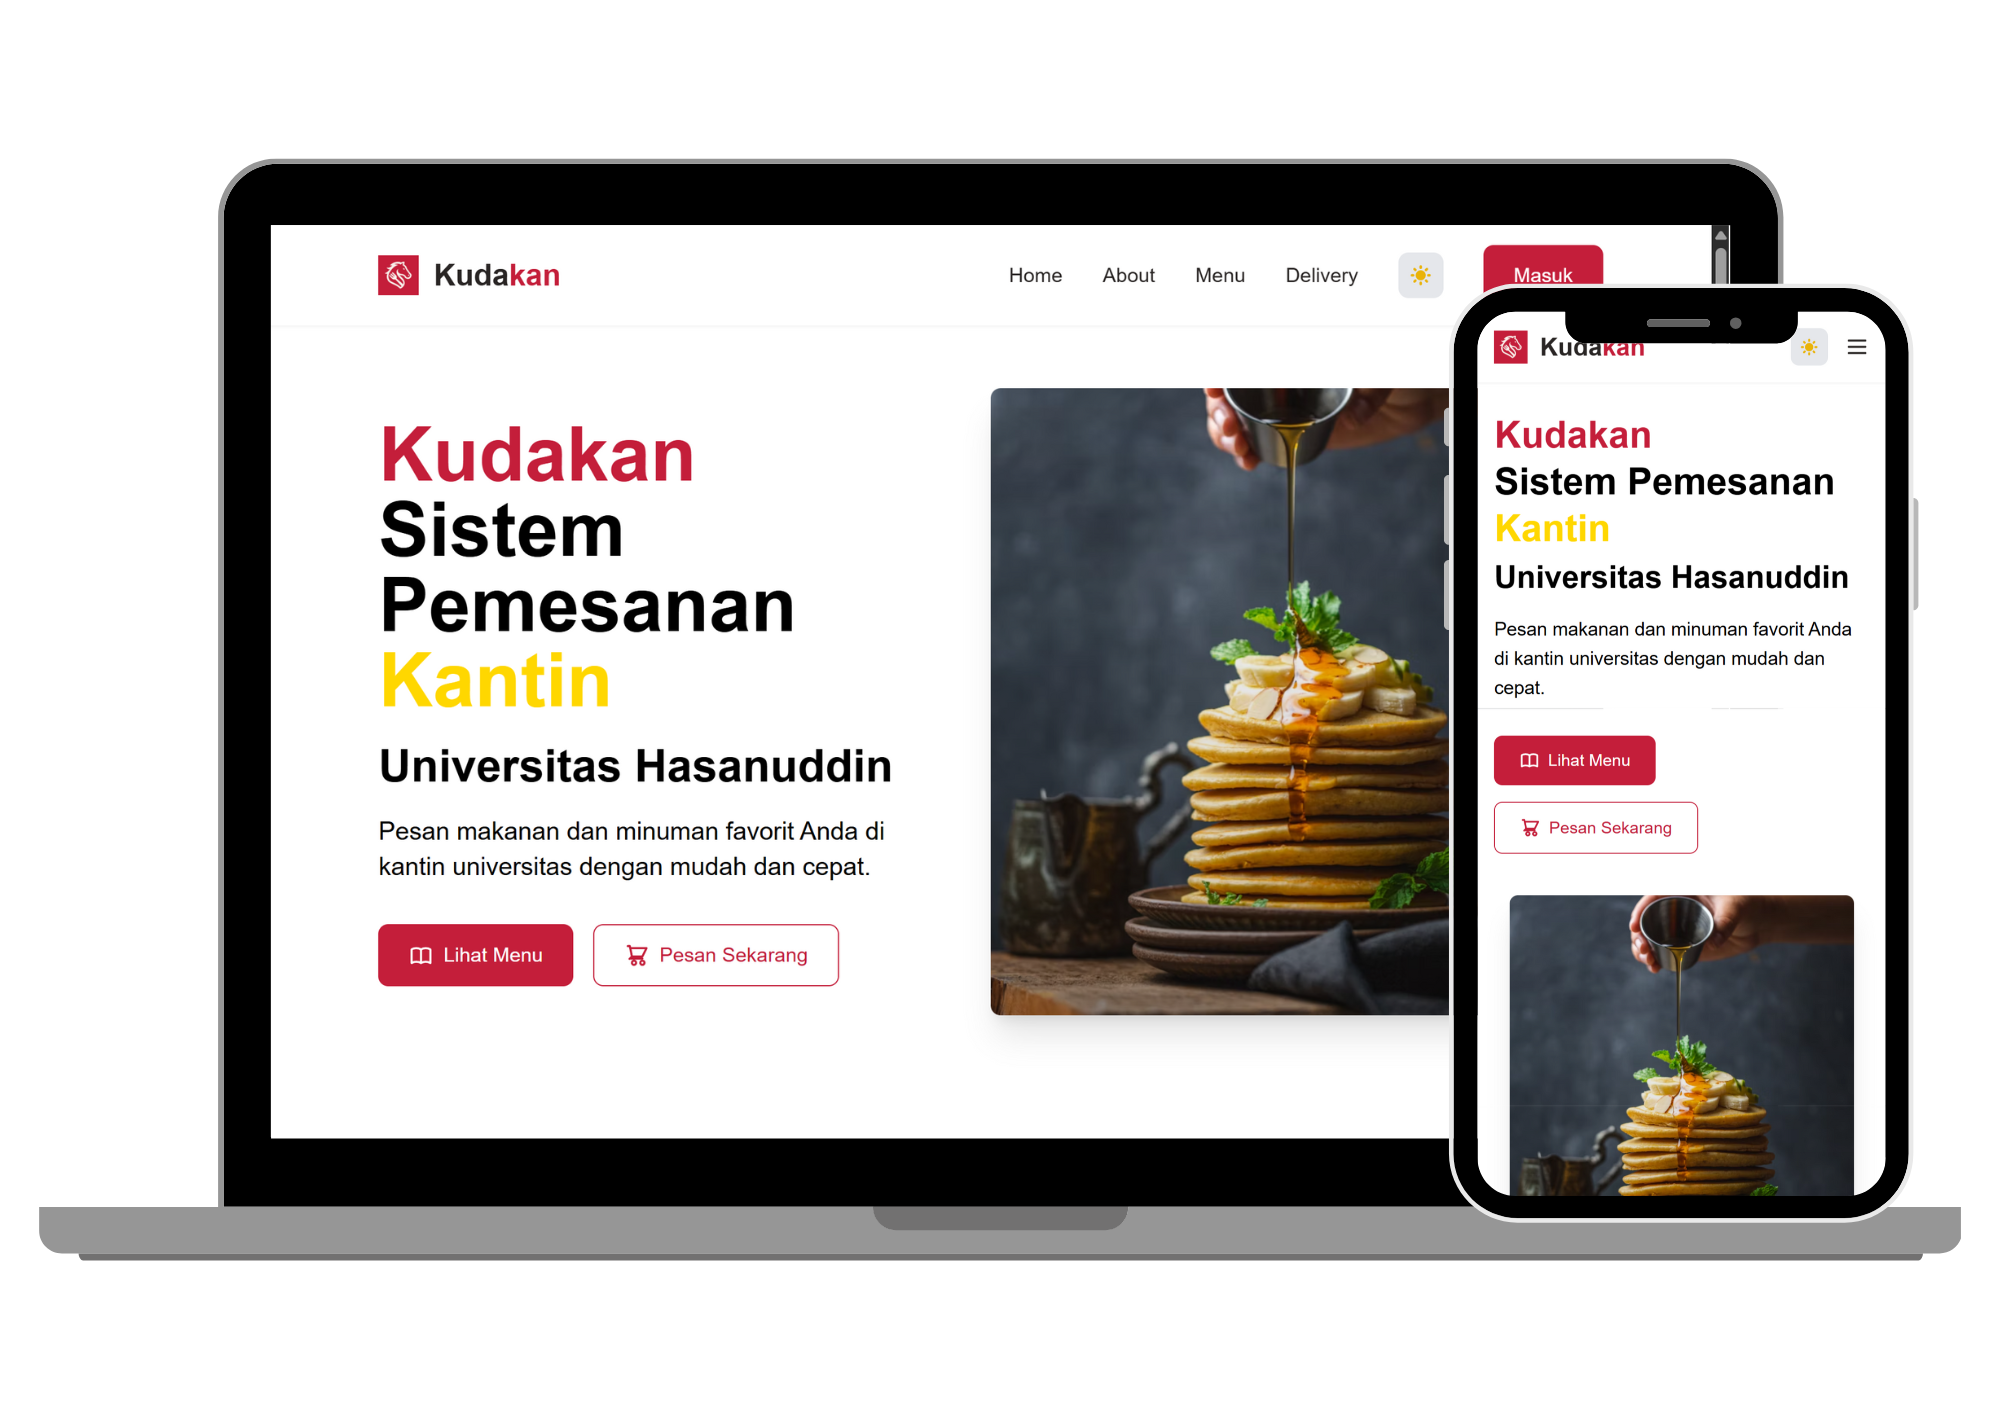 Kudakan
Home
About
Menu
Delivery
Masuk
Kudakan
Sistem
Pemesanan
Kantin
Universitas Hasanuddin
Pesan makanan dan minuman favorit Anda di
kantin universitas dengan mudah dan cepat.
Lihat Menu
Pesan Sekarang
Kudakan
Kudakan
Sistem Pemesanan
Kantin
Universitas Hasanuddin
Pesan makanan dan minuman favorit Anda
di kantin universitas dengan mudah dan
cepat.
Lihat Menu
Pesan Sekarang